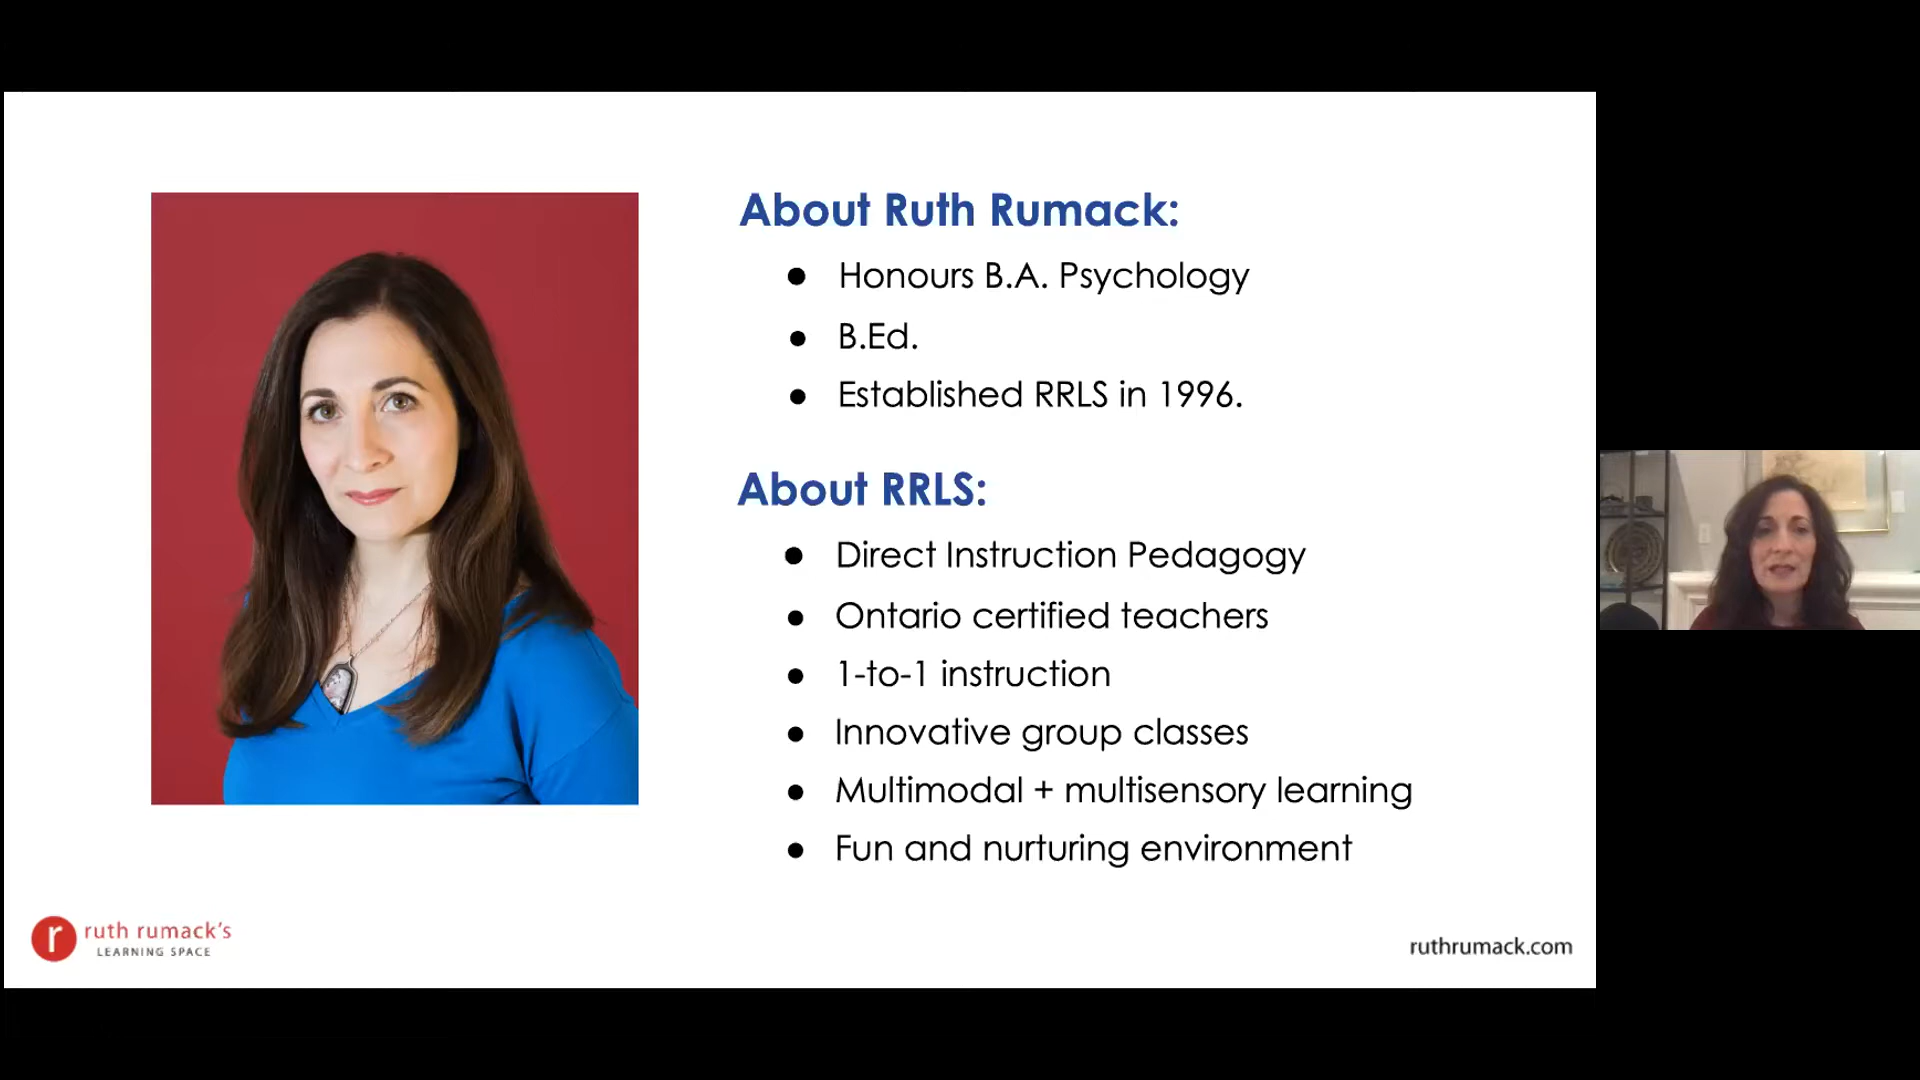 About Ruth Rumack:
● Honours B.A. Psychology
● B.Ed.
● Established RRLS in 1996.
About RRLS:
● Direct Instruction Pedagogy
● Ontario certified teachers
● 1-to-1 instruction
● Innovative group classes
● Multimodal + multisensory learning
● Fun and nurturing environment
r ruth rumack's
LEARNING SPACE
ruthrumack.com